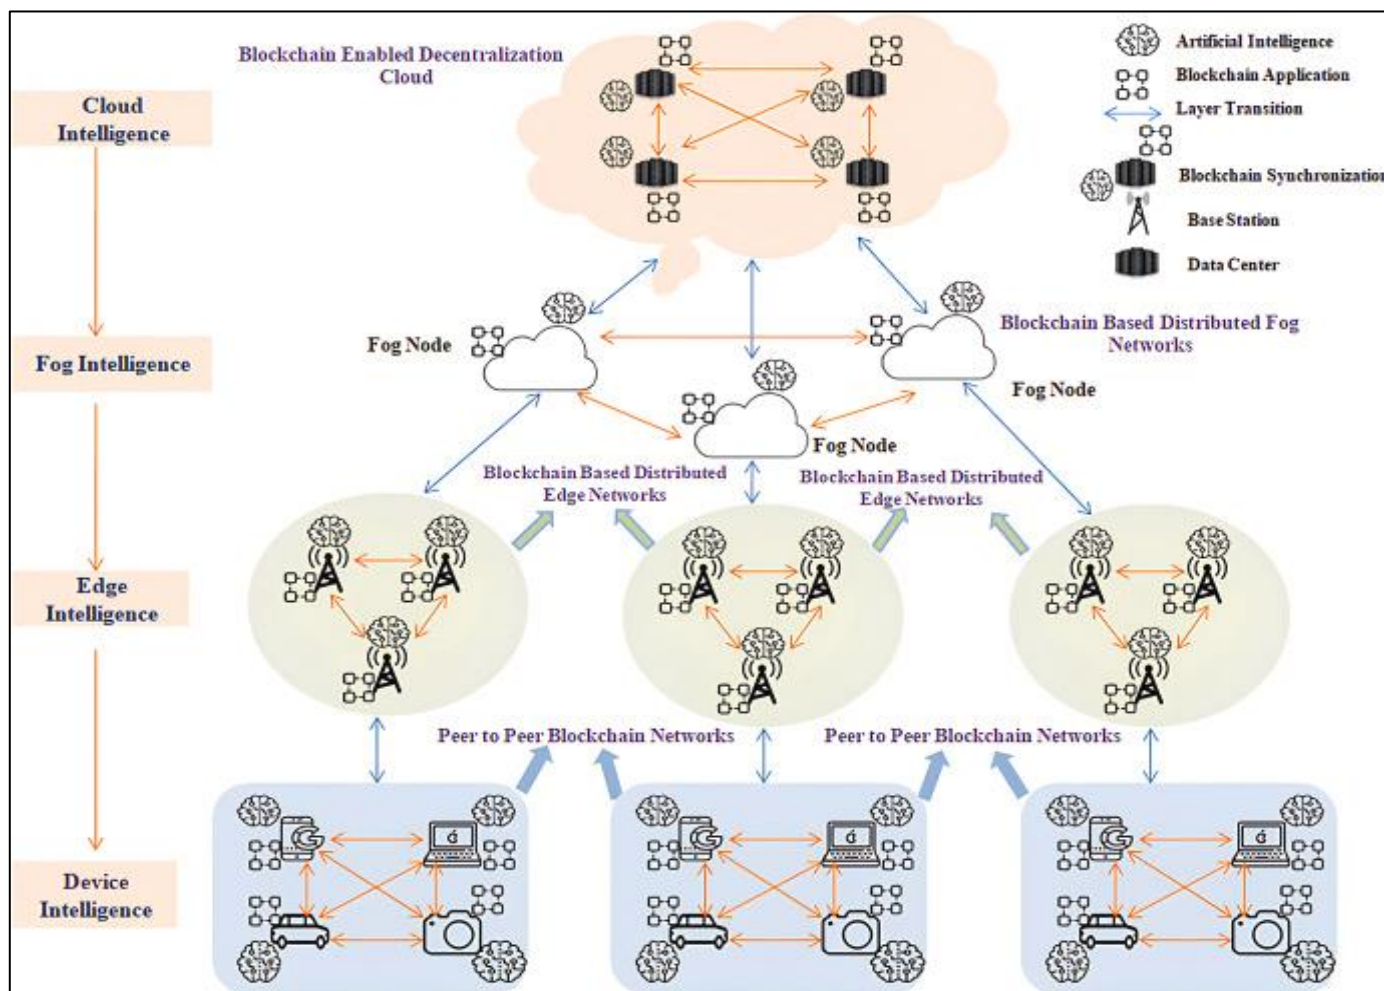 Blockchain Enabled Decentralization
Cloud
Artificial Intelligence
Blockchain Application
Layer Transition
Blockchain Synchronization
Base Station
Data Center
Cloud
Intelligence
Fog Node
Blockchain Based Distributed Fog
Networks
Fog Intelligence
Fog Node
Fog Node
Blockchain Based Distributed
Edge Networks
Blockchain Based Distributed
Edge Networks
Edge
Intelligence
Peer to Peer Blockchain Networks
Peer to Peer Blockchain Networks
Device
Intelligence